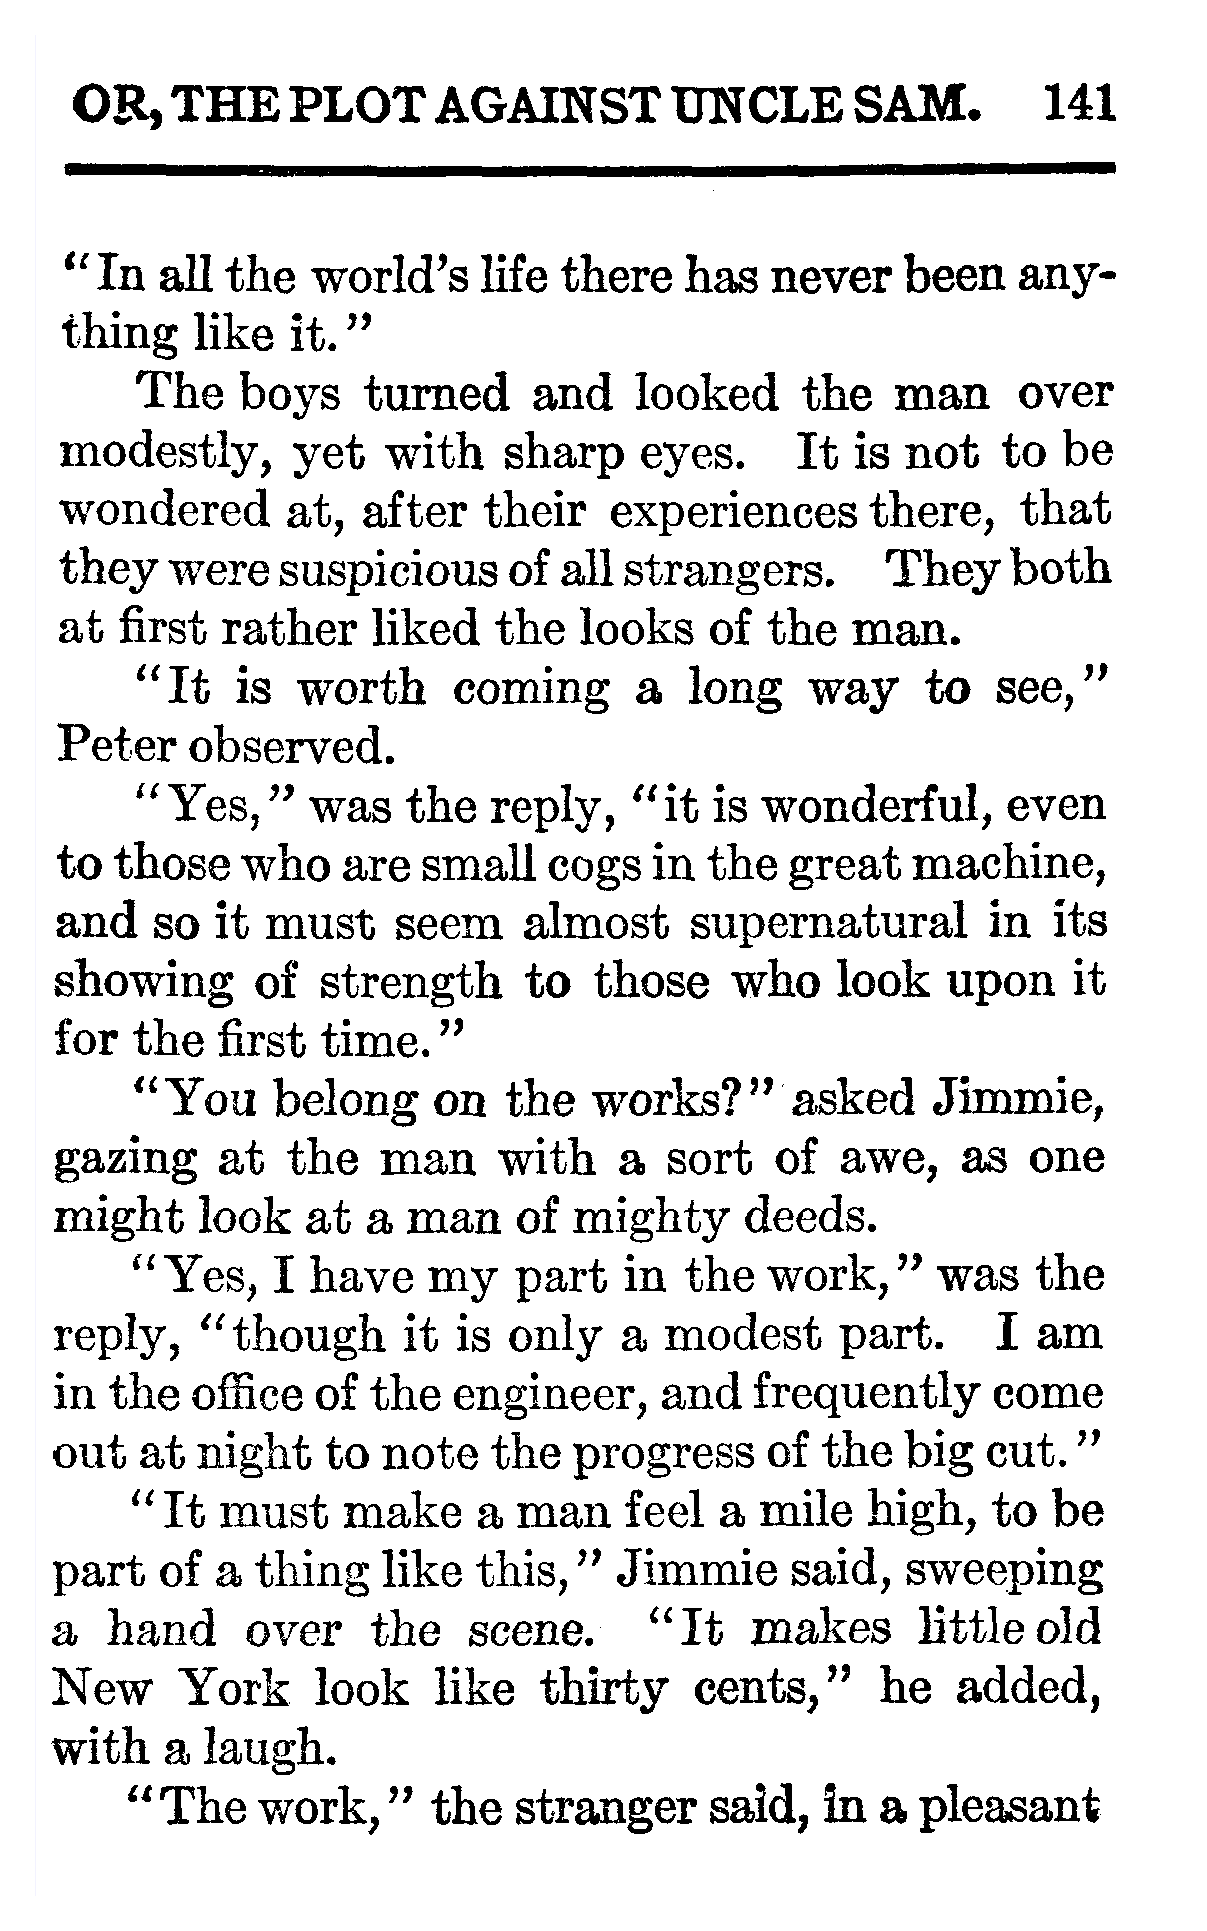 OR, THE PLOT AGAINST UNCLE SAM. 141
"In all the world's life there has never been any-
thing like it."
The boys turned and looked the man over
modestly, yet with sharp eyes. It is not to be
wondered at, after their experiences there, that
they were suspicious of all strangers. They both
at first rather liked the looks of the man.
"It is worth coming a long way to see,"
Peter observed.
"Yes," was the reply, "it is wonderful, even
to those who are small cogs in the great machine,
and so it must seem almost supernatural in its
showing of strength to those who look upon it
for the first time."
"You belong on the works?" asked Jimmie,
gazing at the man with a sort of awe, as one
might look at a man of mighty deeds.
"Yes, I have my part in the work," was the
reply, "though it is only a modest part. I am
in the office of the engineer, and frequently come
out at night to note the progress of the big cut."
"It must make a man feel a mile high, to be
part of a thing like this," Jimmie said, sweeping
a hand over the scene. "It makes little old
New York look like thirty cents," he added,
with a laugh.
"The work," the stranger said, in a pleasant